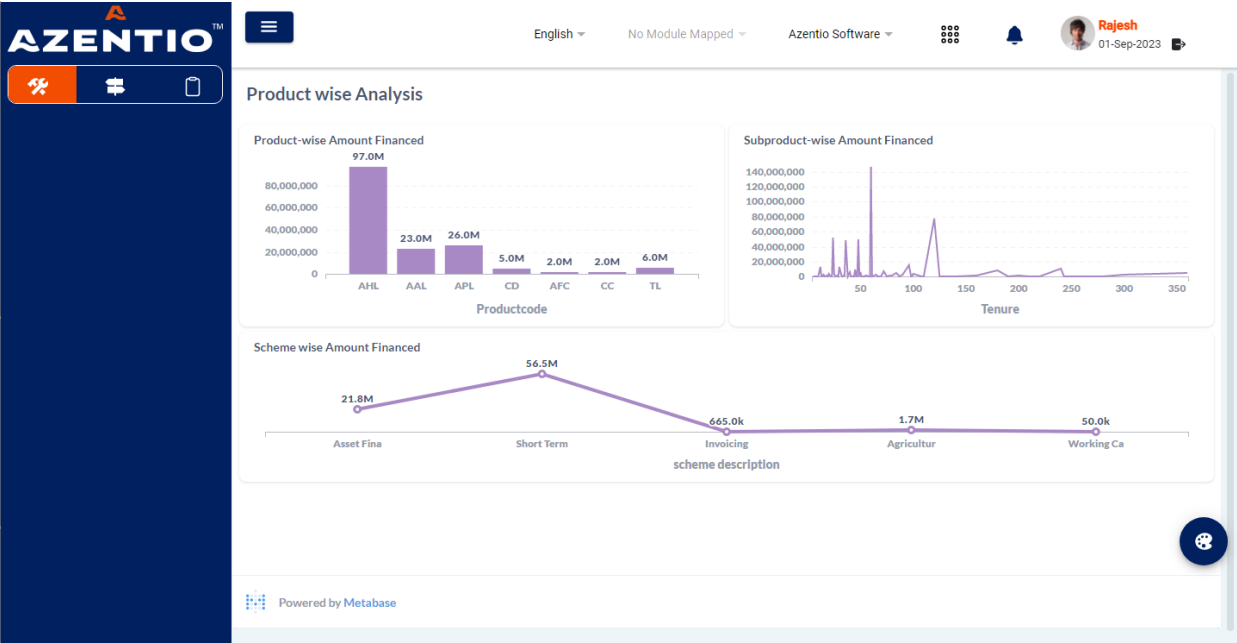 AZENTIO™
English
No Module Mapped
Azentio Software
Rajesh
01-Sep-2023
Product wise Analysis
Product-wise Amount Financed
97.0M
80,000,000
60,000,000
40,000,000
20,000,000
0
23.0M
26.0M
5.0M
2.0M
2.0M
6.0M
AHL AAL APL CD AFC CC TL
Productcode
Subproduct-wise Amount Financed
140,000,000
120,000,000
100,000,000
80,000,000
60,000,000
40,000,000
20,000,000
0
50 100 150 200 250 300 350
Tenure
Scheme wise Amount Financed
21.8M
56.5M
665.0k
1.7M
50.0k
Asset Fina Short Term Invoicing Agricultur Working Ca
scheme description
Powered by Metabase